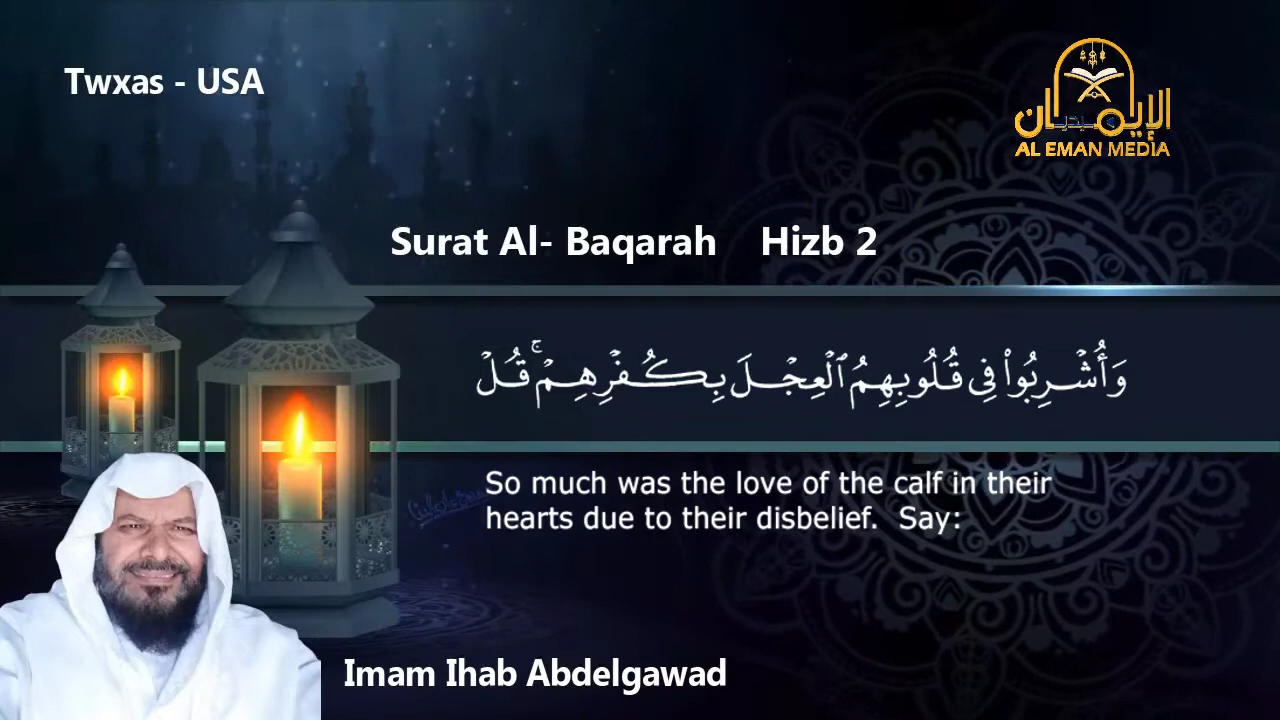 Twxas - USA
الإيمان
AL EMAN MEDIA
Surat Al- Baqarah Hizb 2
وَأُشْرِبُوا۟ فِى قُلُوبِهِمُ ٱلْعِجْلَ بِكُفْرِهِمْ ۚ قُلْ
So much was the love of the calf in their
hearts due to their disbelief. Say:
Imam Ihab Abdelgawad